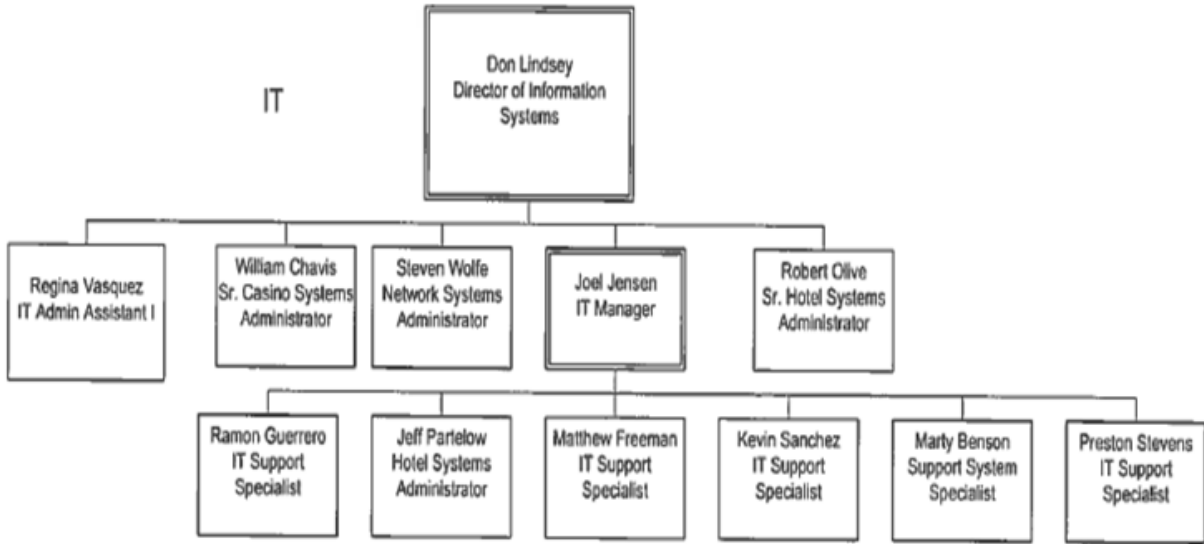 IT
Don Lindsey
Director of Information
Systems
Regina Vasquez
IT Admin Assistant I
William Chavis
Sr. Casino Systems
Administrator
Steven Wolfe
Network Systems
Administrator
Joel Jensen
IT Manager
Robert Olive
Sr. Hotel Systems
Administrator
Ramon Guerrero
IT Support
Specialist
Jeff Partelow
Hotel Systems
Administrator
Matthew Freeman
IT Support
Specialist
Kevin Sanchez
IT Support
Specialist
Marty Benson
Support System
Specialist
Preston Stevens
IT Support
Specialist